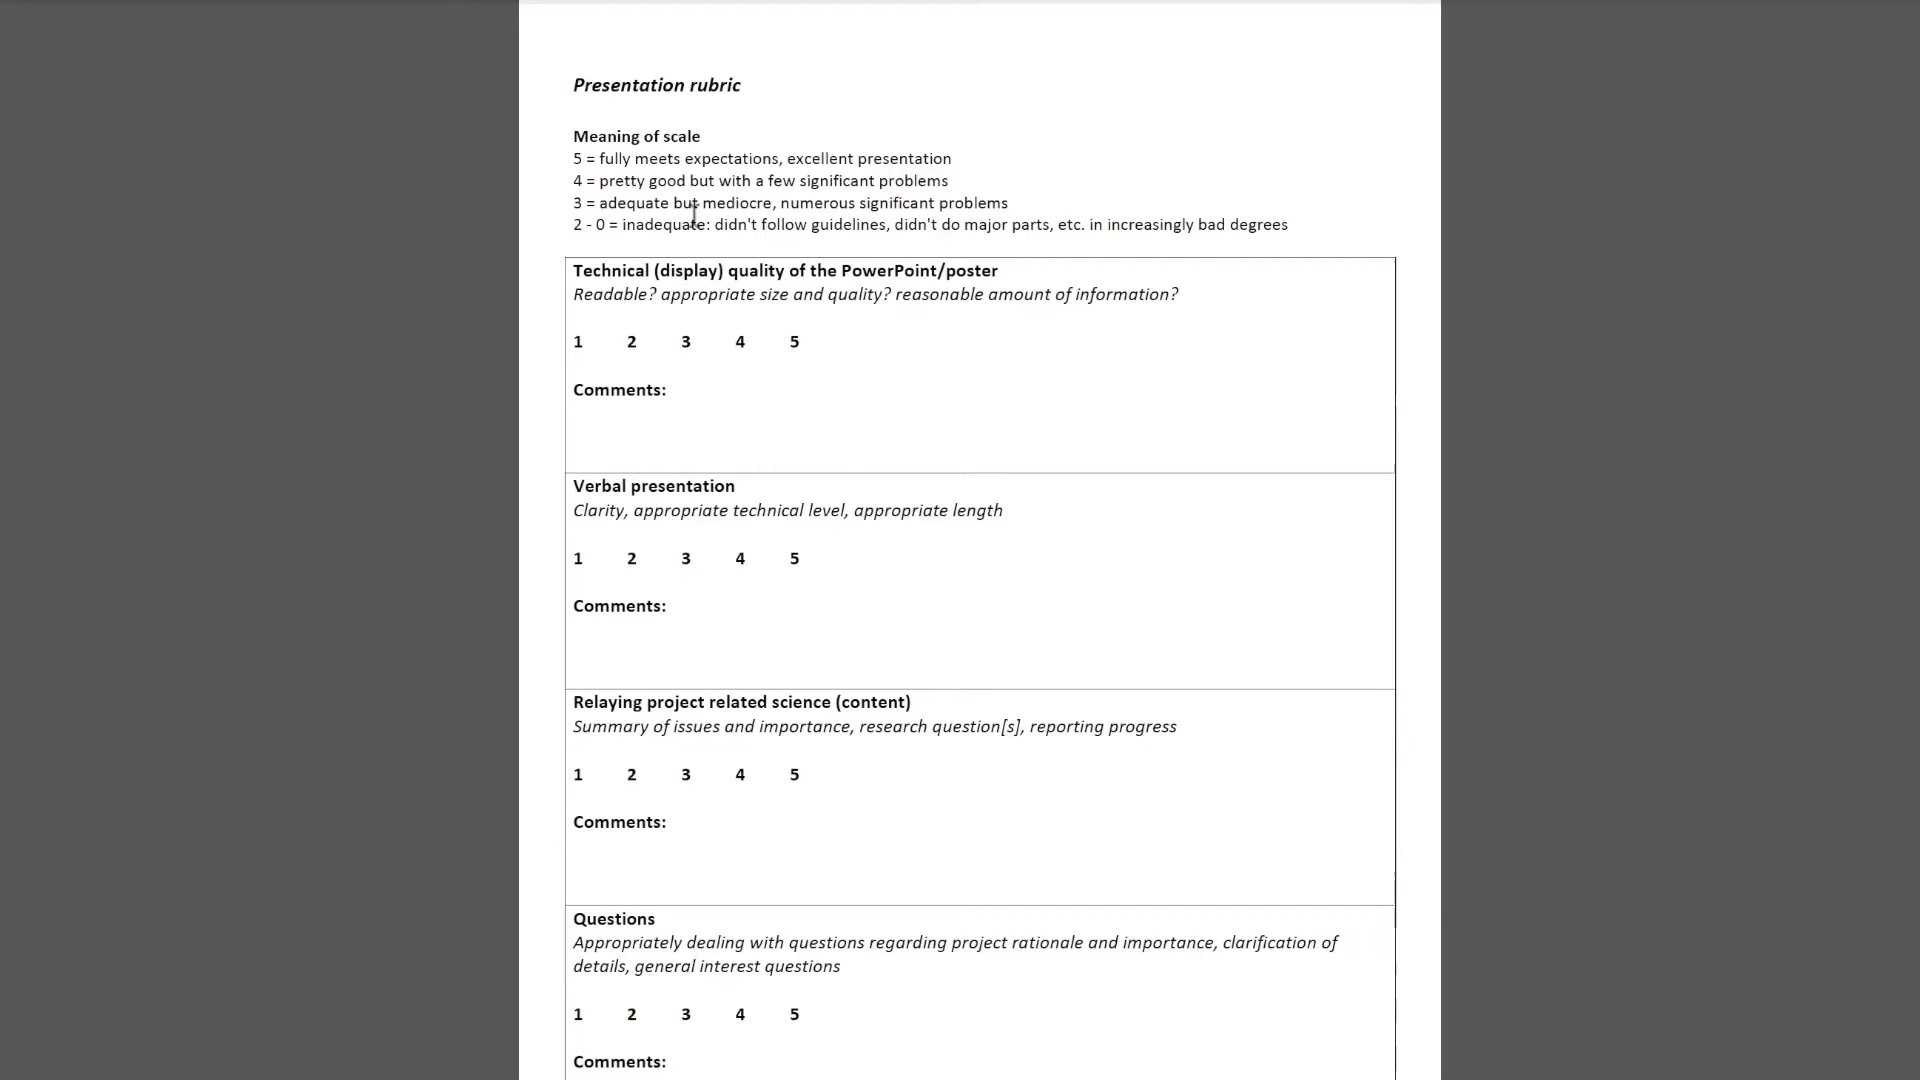 Presentation rubric
Meaning of scale
5 = fully meets expectations, excellent presentation
4 = pretty good but with a few significant problems
3 = adequate but mediocre, numerous significant problems
2 - 0 = inadequate: didn't follow guidelines, didn't do major parts, etc. in increasingly bad degrees
Technical (display) quality of the PowerPoint/poster
Readable? appropriate size and quality? reasonable amount of information?
1 2 3 4 5
Comments:
Verbal presentation
Clarity, appropriate technical level, appropriate length
1 2 3 4 5
Comments:
Relaying project related science (content)
Summary of issues and importance, research question[s], reporting progress
1 2 3 4 5
Comments:
Questions
Appropriately dealing with questions regarding project rationale and importance, clarification of
details, general interest questions
1 2 3 4 5
Comments: